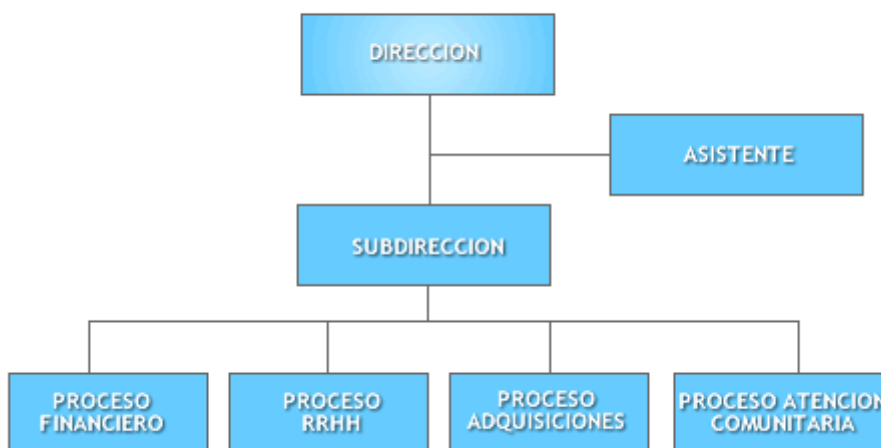 DIRECCION
ASISTENTE
SUBDIRECCION
PROCESO
FINANCIERO
PROCESO
RRHH
PROCESO
ADQUISICIONES
PROCESO ATENCION
COMUNITARIA